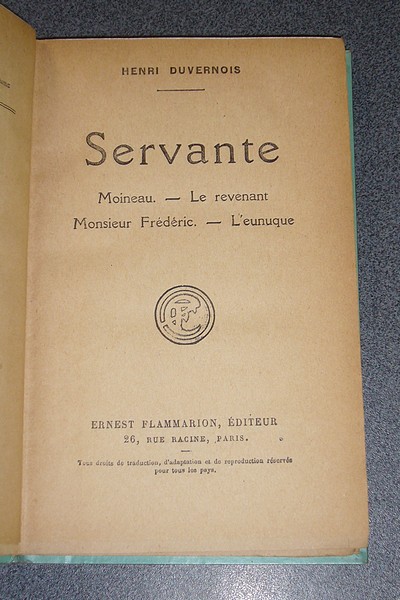 HENRI DUVERNOIS
Servante
Moineau. — Le revenant
Monsieur Frédéric. — L'eunuque
ERNEST FLAMMARION, ÉDITEUR
26, RUE RACINE, PARIS.
Tous droits de traduction, d'adaptation et de reproduction réservés
pour tous les pays.